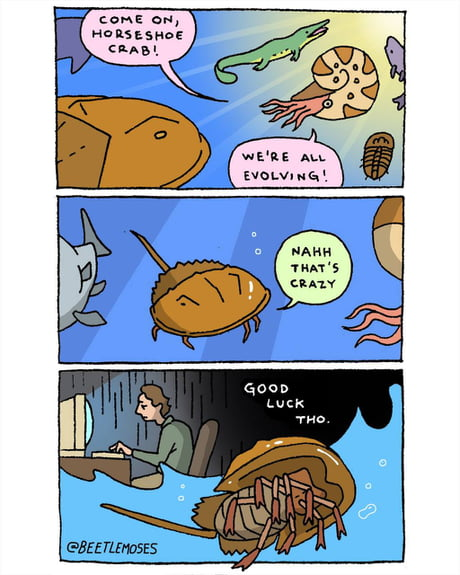 COME ON,
HORSESHOE
CRAB!
WE'RE ALL
EVOLVING!
NAHH
THAT'S
CRAZY
GOOD
LUCK
THO.
@BEETLEMOSES